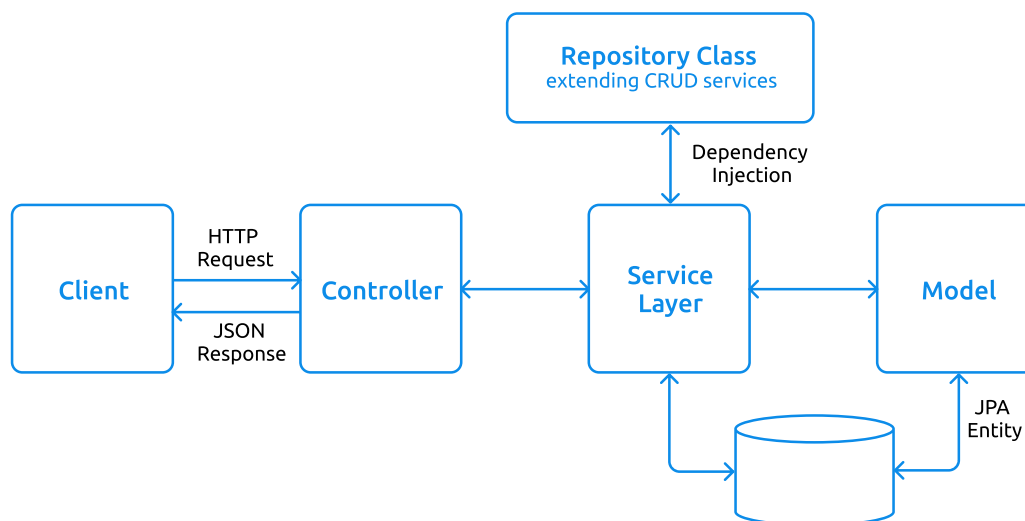 Repository Class
extending CRUD services
Dependency
Injection
HTTP
Request
Client
Controller
Service
Layer
Model
JSON
Response
JPA
Entity